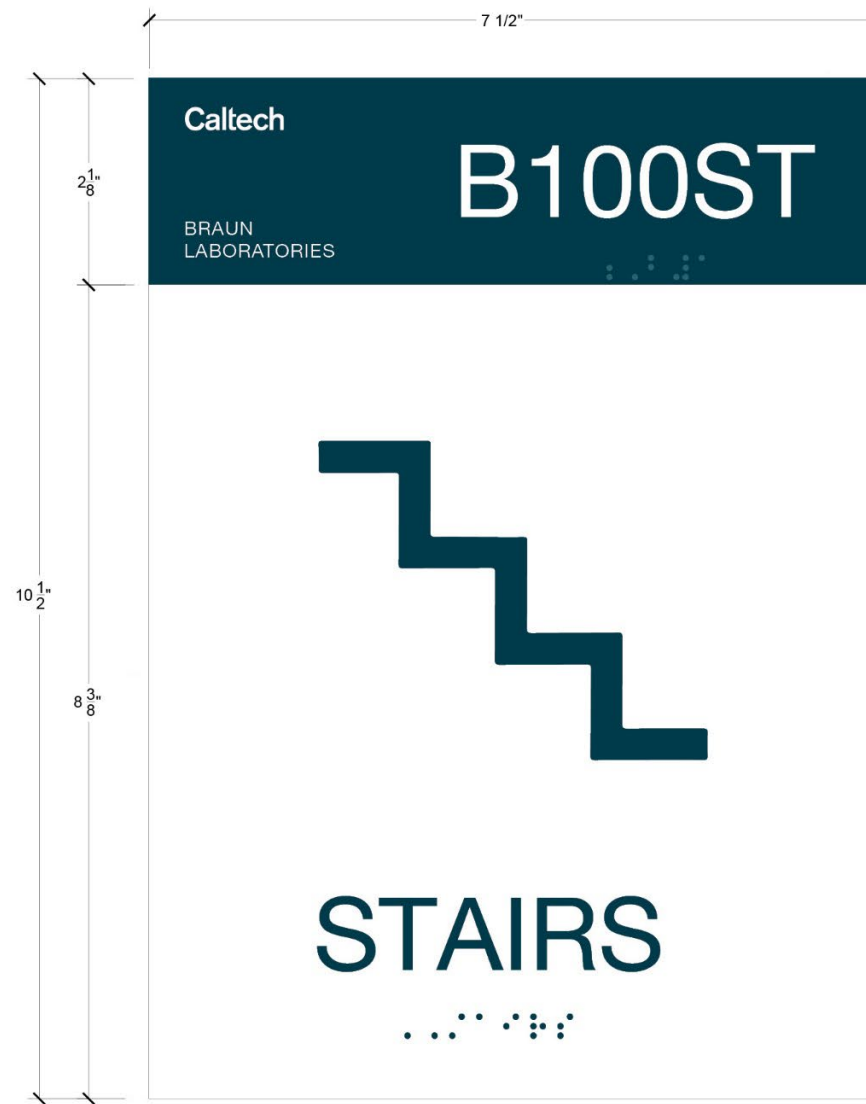 7 1/2"
Caltech
B100ST
2 1/8"
BRAUN
LABORATORIES
10 1/2"
8 3/8"
STAIRS